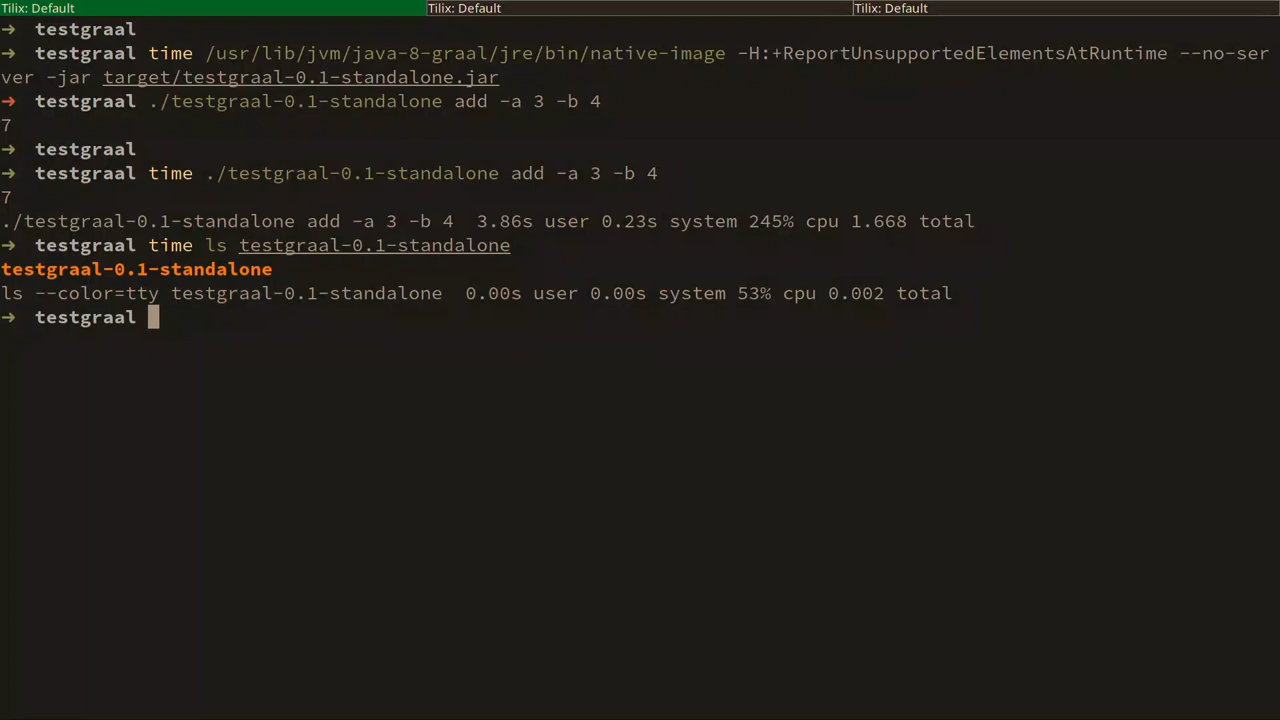 Tilix: Default Tilix: Default Tilix: Default
➜ testgraal
➜ testgraal time /usr/lib/jvm/java-8-graal/jre/bin/native-image -H:+ReportUnsupportedElementsAtRuntime --no-ser
ver -jar target/testgraal-0.1-standalone.jar
➜ testgraal ./testgraal-0.1-standalone add -a 3 -b 4
7
➜ testgraal
➜ testgraal time ./testgraal-0.1-standalone add -a 3 -b 4
7
./testgraal-0.1-standalone add -a 3 -b 4  3.86s user 0.23s system 245% cpu 1.668 total
➜ testgraal time ls testgraal-0.1-standalone
testgraal-0.1-standalone
ls --color=tty testgraal-0.1-standalone  0.00s user 0.00s system 53% cpu 0.002 total
➜ testgraal